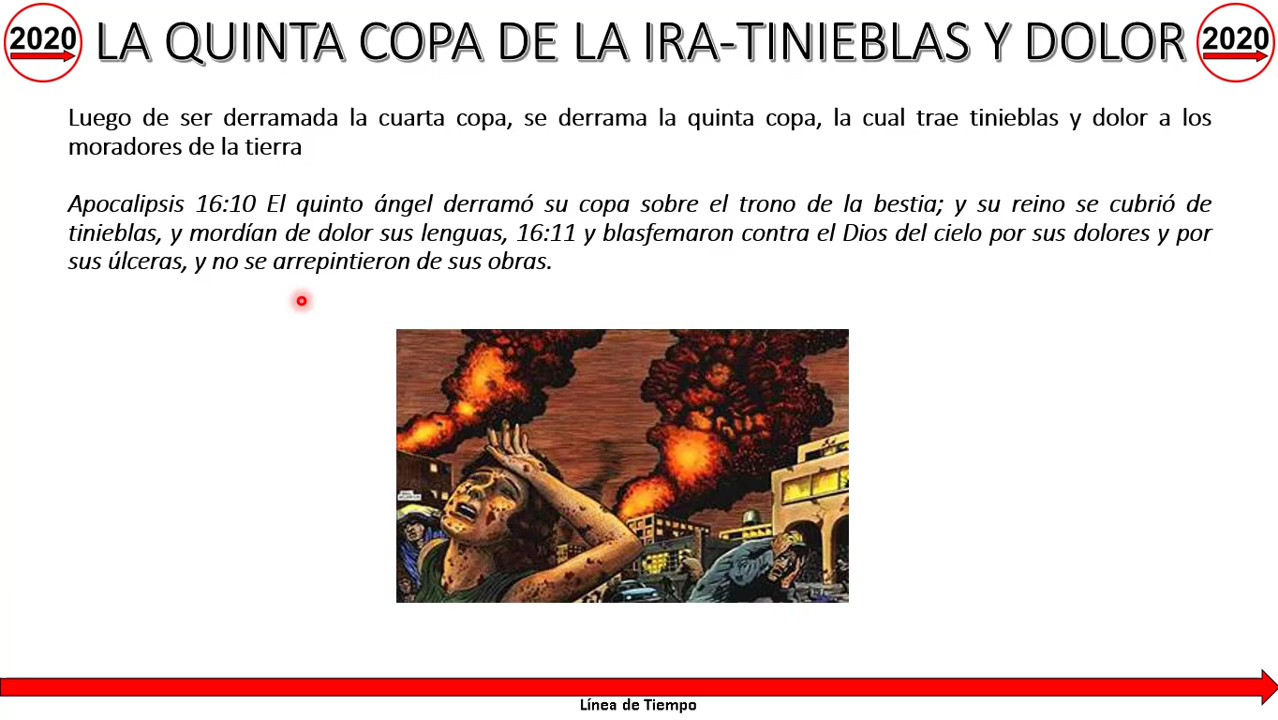 2020
LA QUINTA COPA DE LA IRA-TINIEBLAS Y DOLOR
2020
Luego de ser derramada la cuarta copa, se derrama la quinta copa, la cual trae tinieblas y dolor a los
moradores de la tierra
Apocalipsis 16:10 El quinto ángel derramó su copa sobre el trono de la bestia; y su reino se cubrió de
tinieblas, y mordían de dolor sus lenguas, 16:11 y blasfemaron contra el Dios del cielo por sus dolores y por
sus úlceras, y no se arrepintieron de sus obras.
Línea de Tiempo